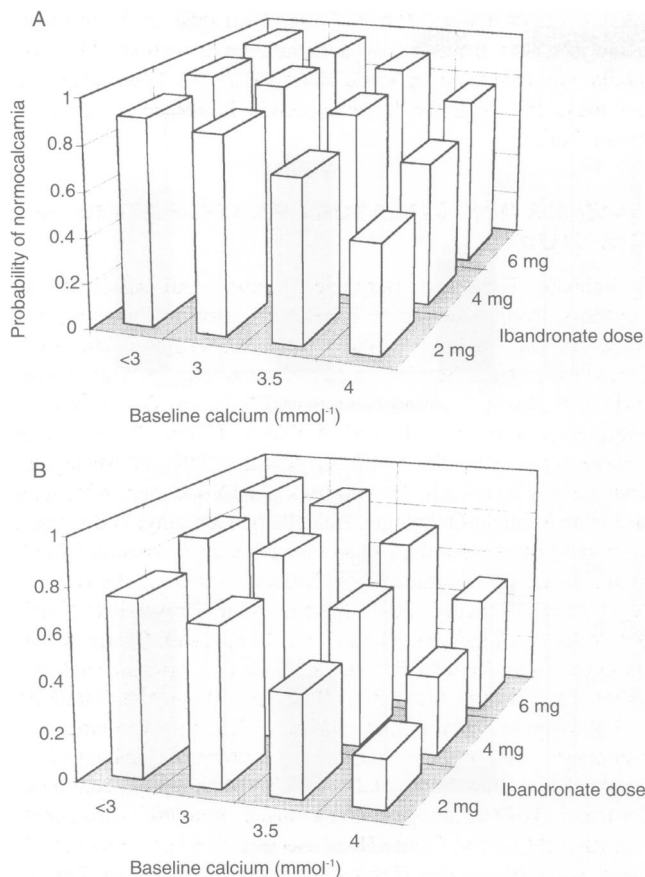 A
Probability of normocalcamia
1
0.8
0.6
0.4
0.2
0
<3
3
3.5
4
2 mg
4 mg
6 mg
Ibandronate dose
Baseline calcium (mmol⁻¹)
B
1
0.8
0.6
0.4
0.2
0
<3
3
3.5
4
2 mg
4 mg
6 mg
Ibandronate dose
Baseline calcium (mmol⁻¹)